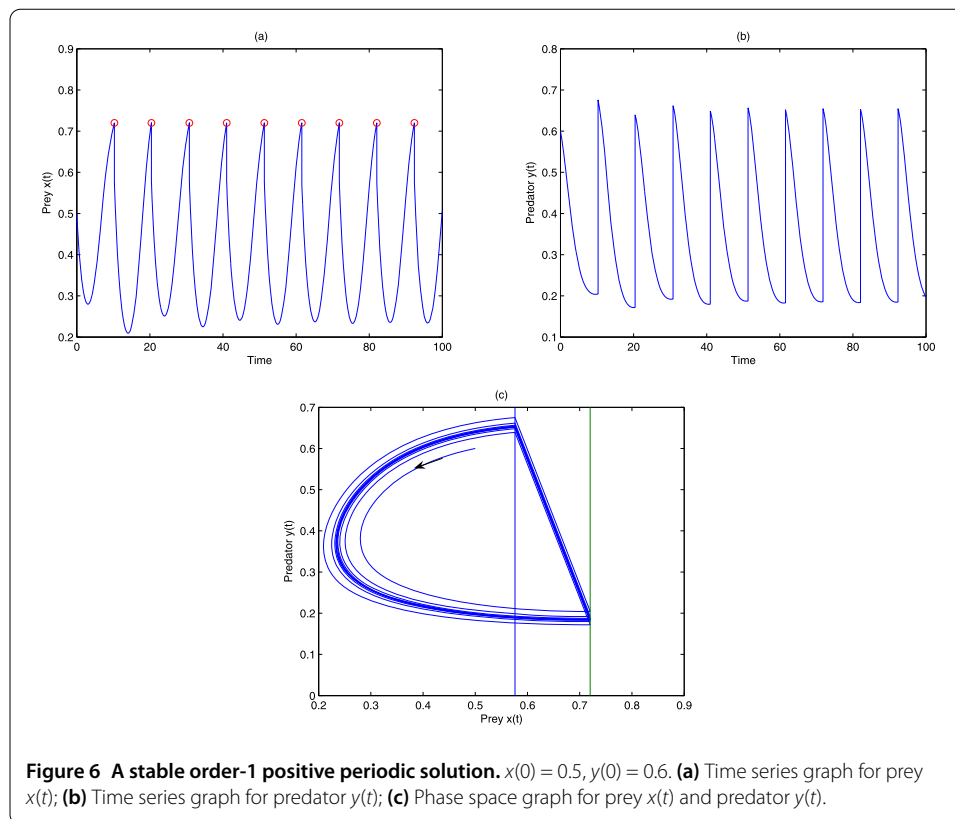 (a)
0.9
0.8
0.7
0.6
0.5
0.4
0.3
0.2
Prey x(t)
0 20 40 60 80 100
Time
(b)
0.8
0.7
0.6
0.5
0.4
0.3
0.2
0.1
Predator y(t)
0 20 40 60 80 100
Time
(c)
0.7
0.6
0.5
0.4
0.3
0.2
0.1
0
Predator y(t)
0.2 0.3 0.4 0.5 0.6 0.7 0.8 0.9
Prey x(t)
Figure 6 A stable order-1 positive periodic solution. x(0) = 0.5, y(0) = 0.6. (a) Time series graph for prey
x(t); (b) Time series graph for predator y(t); (c) Phase space graph for prey x(t) and predator y(t).